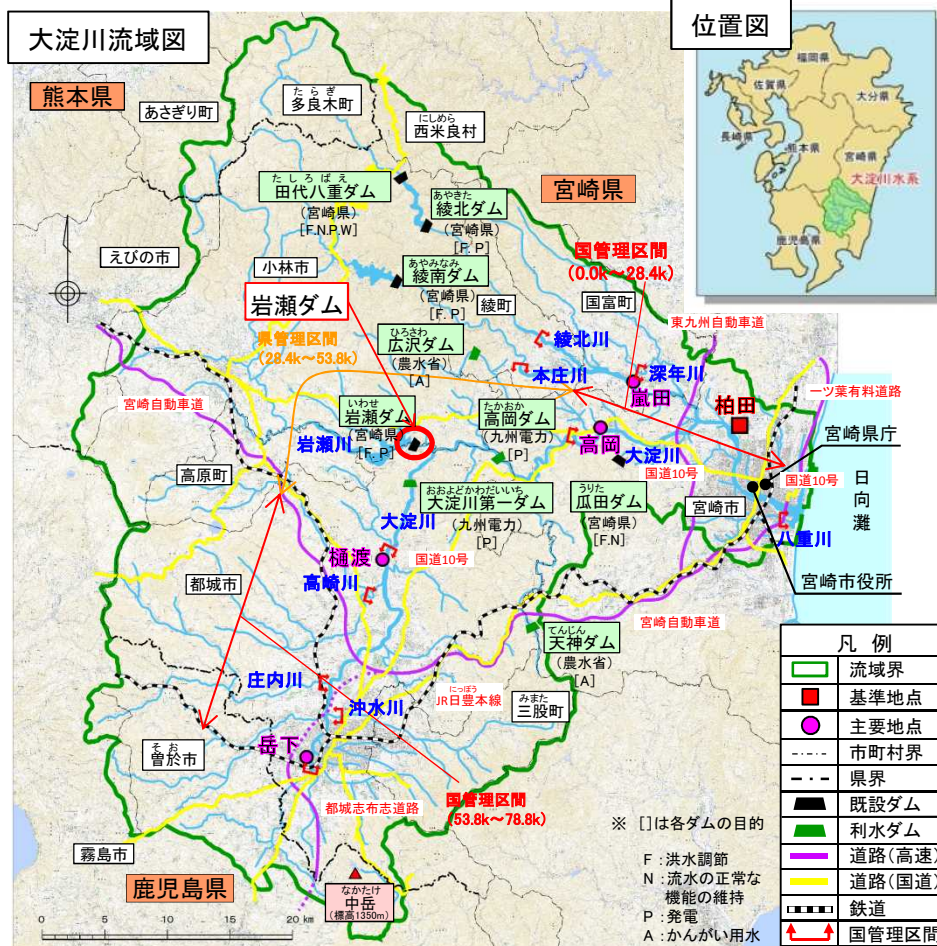 大淀川流域図
位置図
福岡県
佐賀県
大分県
長崎県
熊本県
宮崎県
大淀川水系
鹿児島県
熊本県
あさぎり町
たらぎ
多良木町
にしめら
西米良村
たしろばえ
田代八重ダム
(宮崎県)
[F.N.P.W]
宮崎県
あやきた
綾北ダム
(宮崎県)
[F.P]
えびの市
小林市
あやみなみ
綾南ダム
(宮崎県)
[F.P]
綾町
国管理区間
(0.0k～28.4k)
国富町
岩瀬ダム
県管理区間
(28.4k～53.8k)
ひろさわ
広沢ダム
(農水省)
[A]
綾北川
本庄川
深年川
嵐田
東九州自動車道
一ツ葉有料道路
宮崎自動車道
いわせ
岩瀬ダム
(宮崎県)
[F.P]
岩瀬川
たかおか
高岡ダム
(九州電力)
[P]
高岡
大淀川
柏田
宮崎県庁
国道10号
国道10号
日向灘
高原町
おおよどがわだいいち
大淀川第一ダム
(九州電力)
[P]
うりた
瓜田ダム
宮崎県)
[F.N]
宮崎市
八重川
宮崎市役所
大淀川
樋渡
国道10号
高崎川
都城市
宮崎自動車道
てんじん
天神ダム
(農水省)
[A]
庄内川
沖水川
にっぽう
JR日豊本線
みまた
三股町
そお
曽於市
岳下
都城志布志道路
国管理区間
(53.8k～78.8k)
霧島市
鹿児島県
なかたけ
中岳
(標高1350m)
0 5 10 15 20 km
※ []は各ダムの目的
F：洪水調節
N：流水の正常な
機能の維持
P：発電
A：かんがい用水
凡例
流域界
基準地点
主要地点
市町村界
県界
既設ダム
利水ダム
道路(高速)
道路(国道)
鉄道
国管理区間